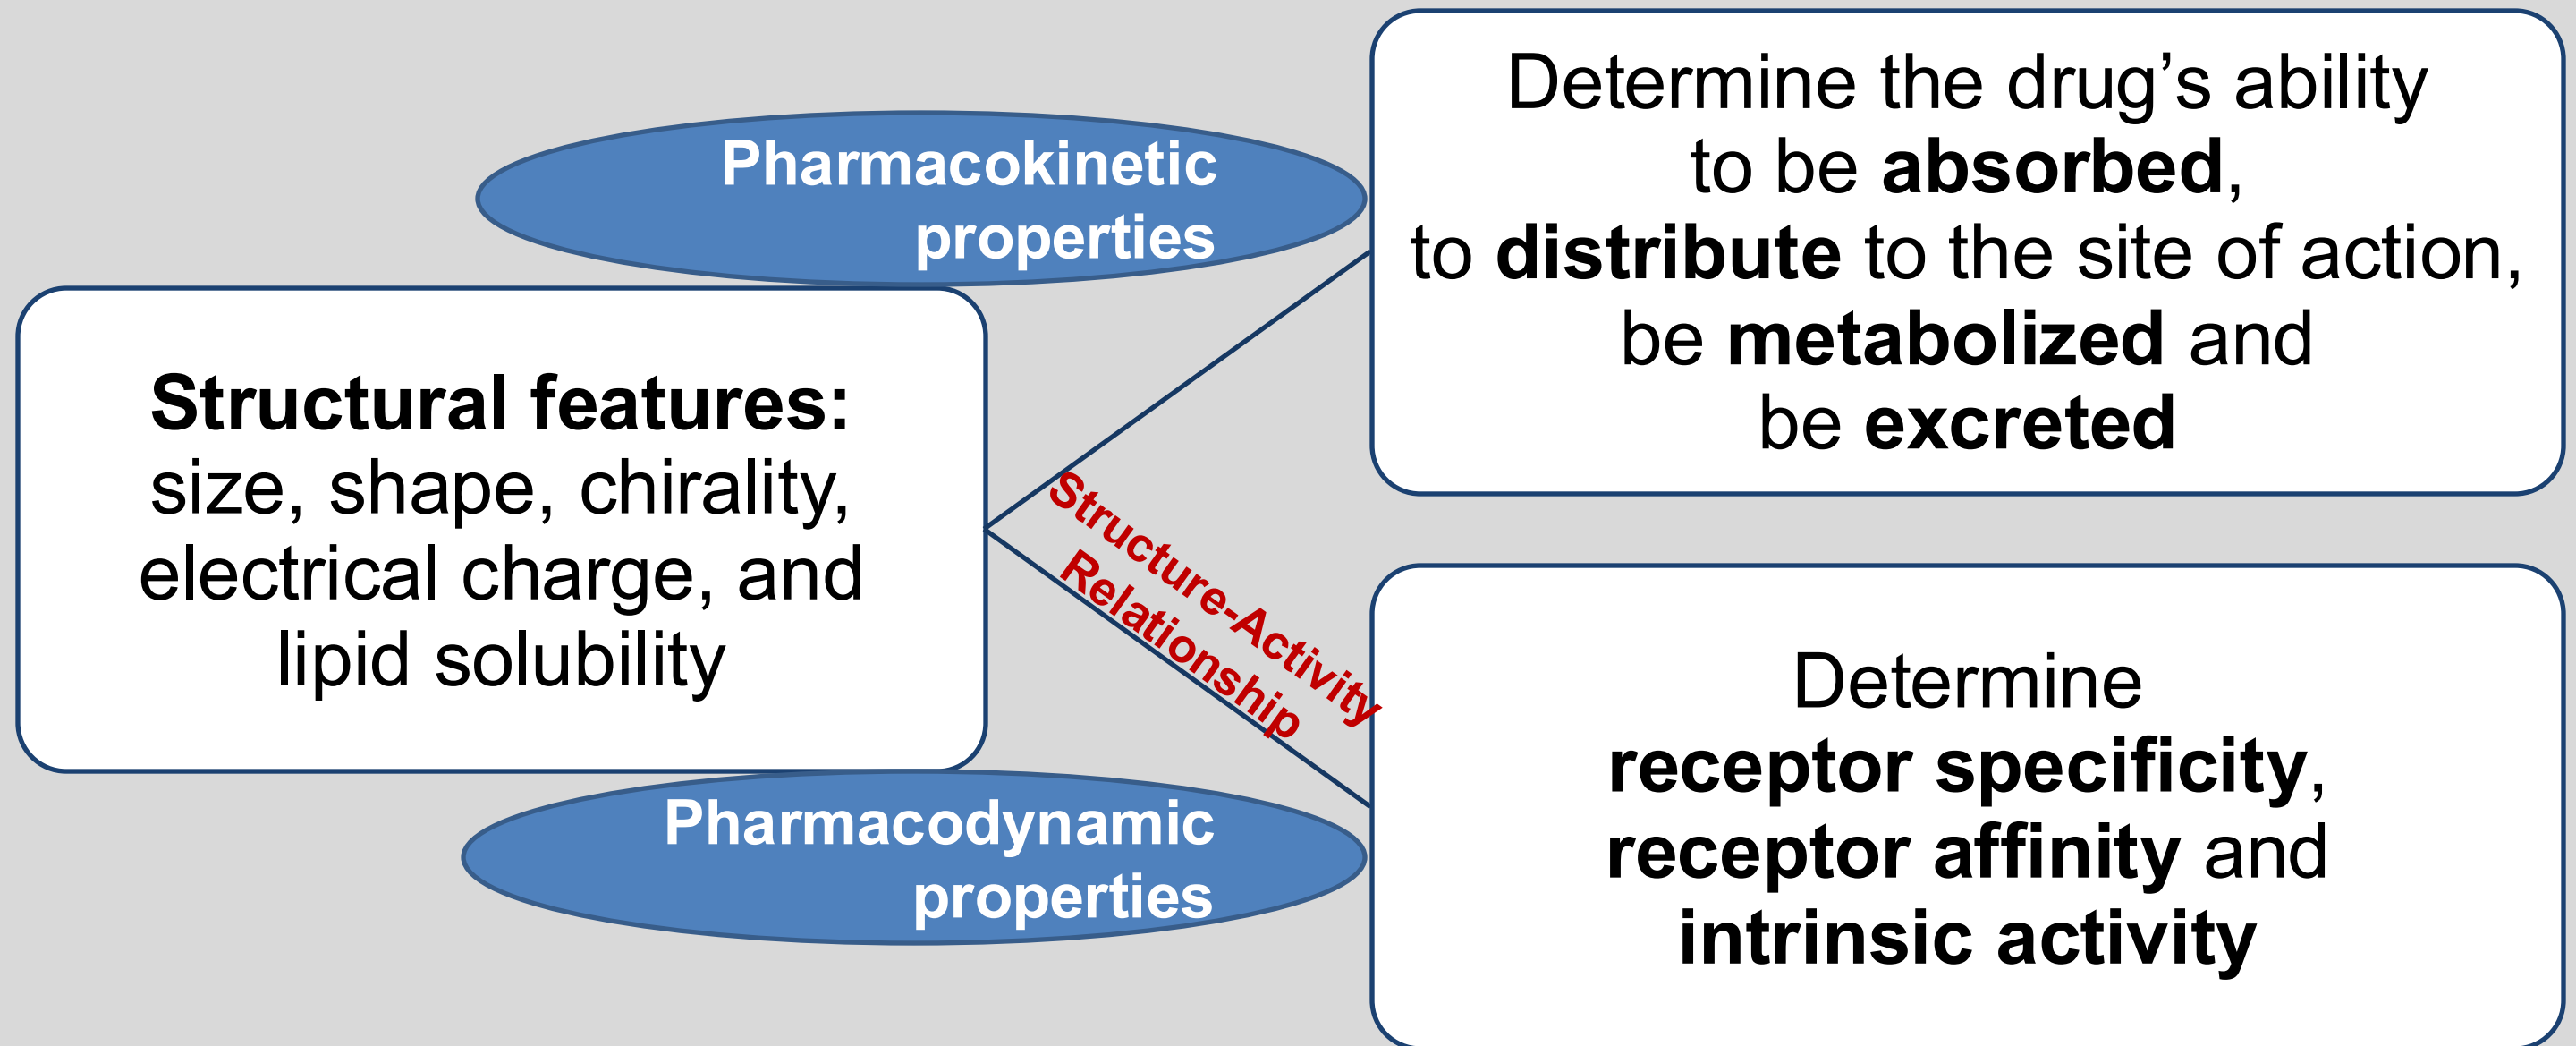 Structural features:
size, shape, chirality,
electrical charge, and
lipid solubility
Pharmacokinetic
properties
Determine the drug’s ability
to be absorbed,
to distribute to the site of action,
be metabolized and
be excreted
Structure-Activity
Relationship
Pharmacodynamic
properties
Determine
receptor specificity,
receptor affinity and
intrinsic activity